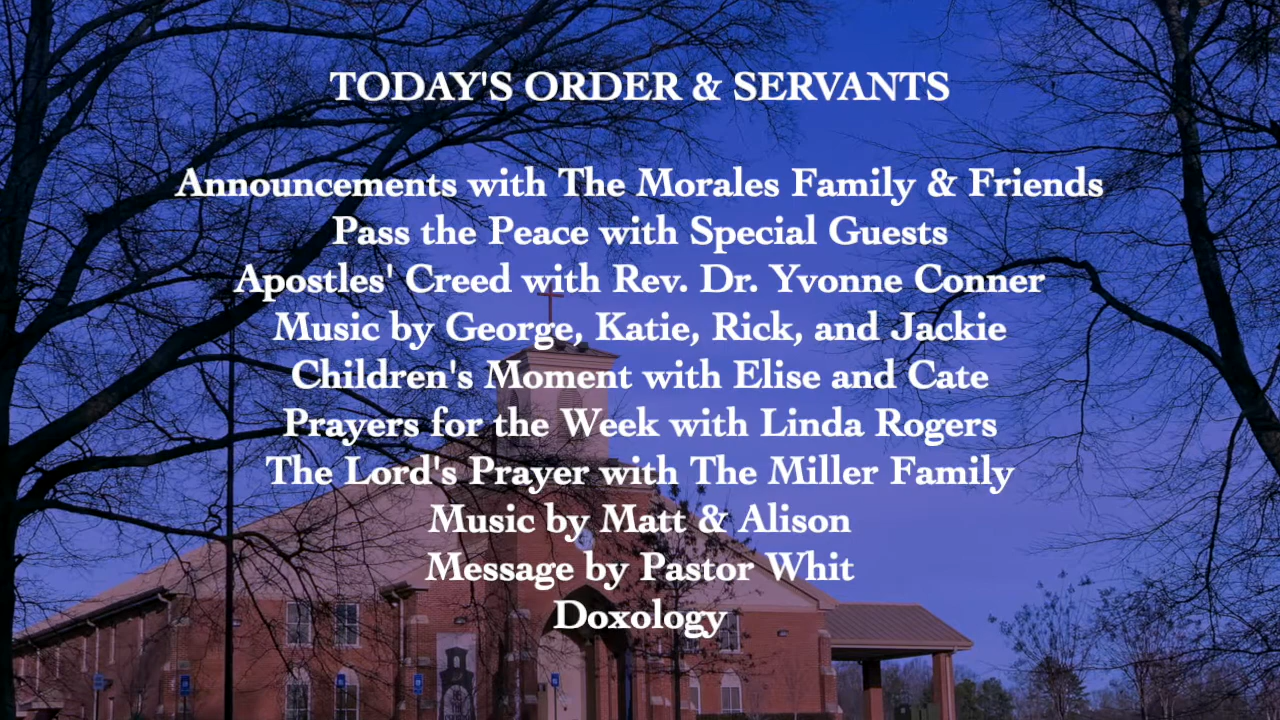 TODAY'S ORDER & SERVANTS
Announcements with The Morales Family & Friends
Pass the Peace with Special Guests
Apostles' Creed with Rev. Dr. Yvonne Conner
Music by George, Katie, Rick, and Jackie
Children's Moment with Elise and Cate
Prayers for the Week with Linda Rogers
The Lord's Prayer with The Miller Family
Music by Matt & Alison
Message by Pastor Whit
Doxology